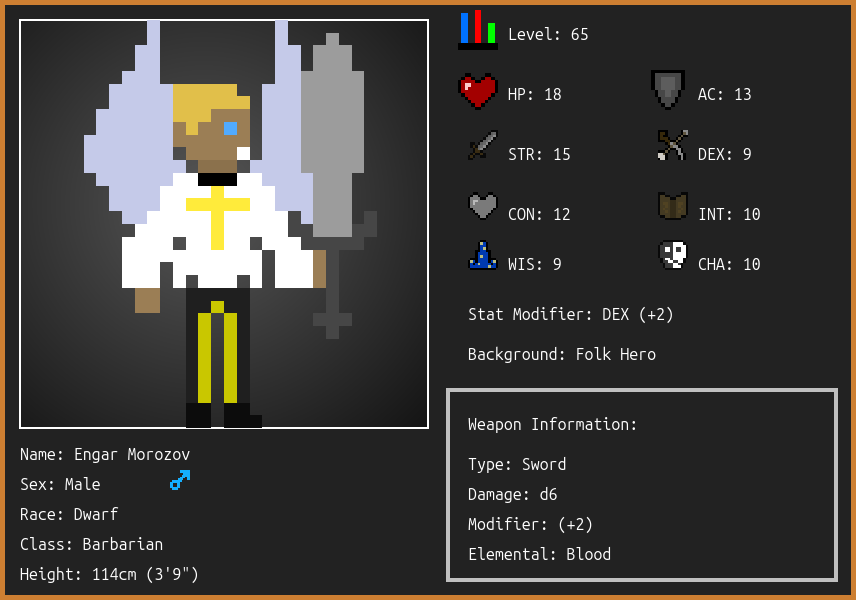 Level: 65
HP: 18
AC: 13
STR: 15
DEX: 9
CON: 12
INT: 10
WIS: 9
CHA: 10
Stat Modifier: DEX (+2)
Background: Folk Hero
Weapon Information:
Type: Sword
Damage: d6
Modifier: (+2)
Elemental: Blood
Name: Engar Morozov
Sex: Male
Race: Dwarf
Class: Barbarian
Height: 114cm (3'9")